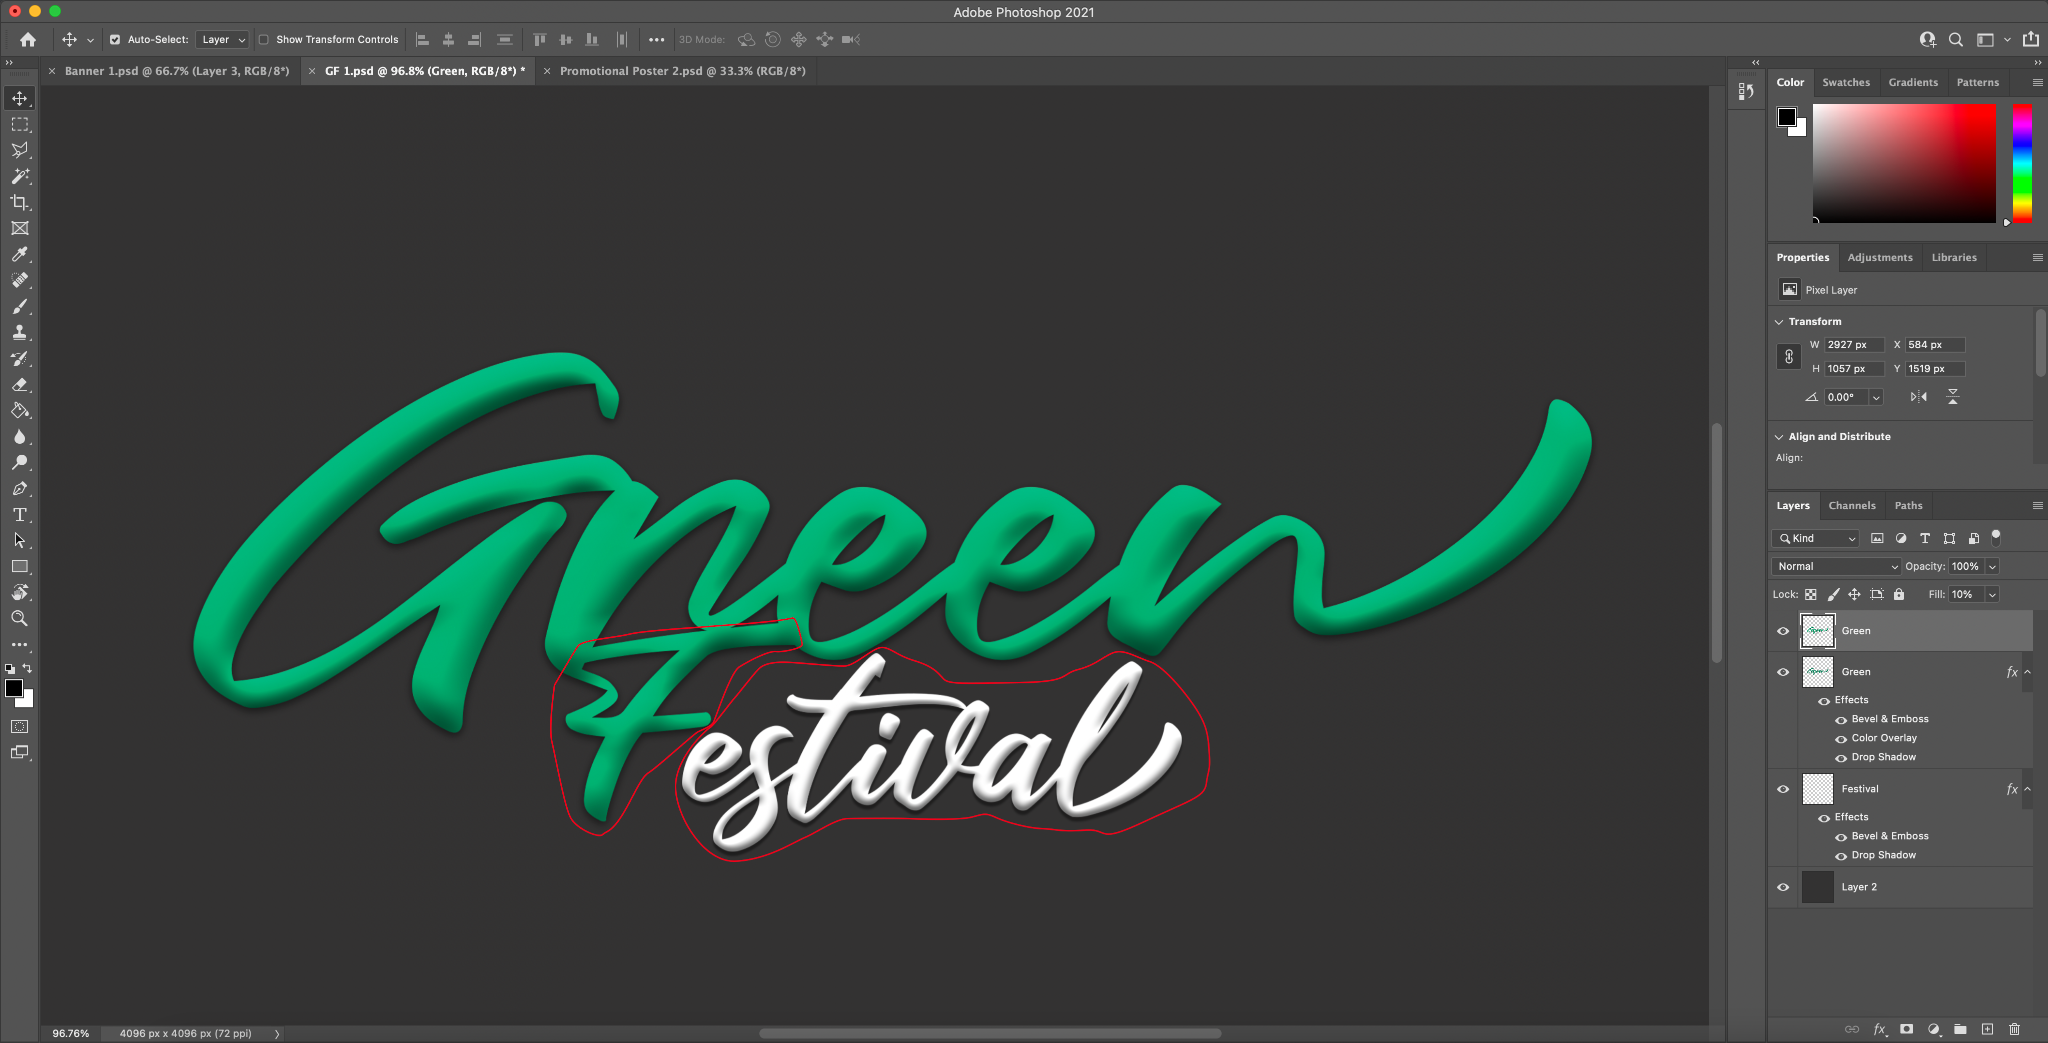 Adobe Photoshop 2021
Auto-Select: Layer Show Transform Controls 3D Mode:
Banner 1.psd @ 66.7% (Layer 3, RGB/8*)
GF 1.psd @ 96.8% (Green, RGB/8*) *
Promotional Poster 2.psd @ 33.3% (RGB/8*)
Green
Festival
Color Swatches Gradients Patterns
Properties Adjustments Libraries
Pixel Layer
Transform
W 2927 px X 584 px
H 1057 px Y 1519 px
0.00°
Align and Distribute
Align:
Layers Channels Paths
Kind
Normal Opacity: 100%
Lock: Fill: 10%
Green
Green fx
Effects
Bevel & Emboss
Color Overlay
Drop Shadow
Festival fx
Effects
Bevel & Emboss
Drop Shadow
Layer 2
fx
96.76% 4096 px x 4096 px (72 ppi)